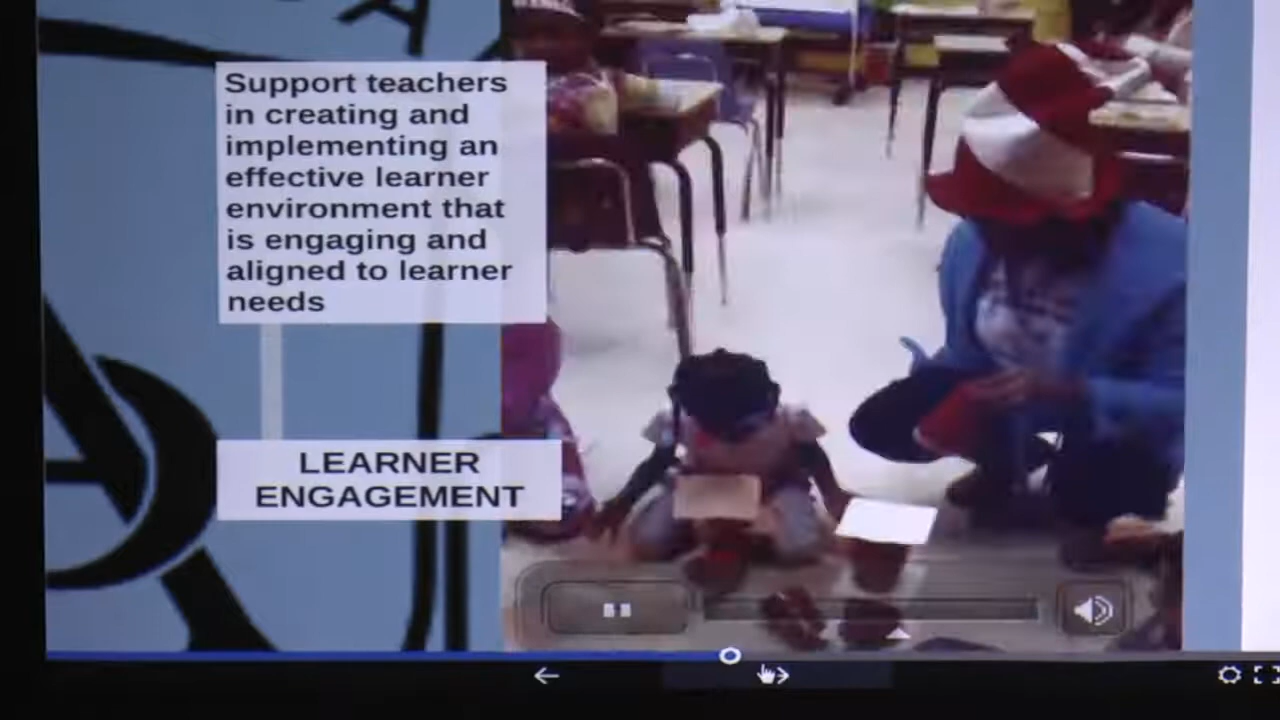 Support teachers
in creating and
implementing an
effective learner
environment that
is engaging and
aligned to learner
needs
LEARNER
ENGAGEMENT